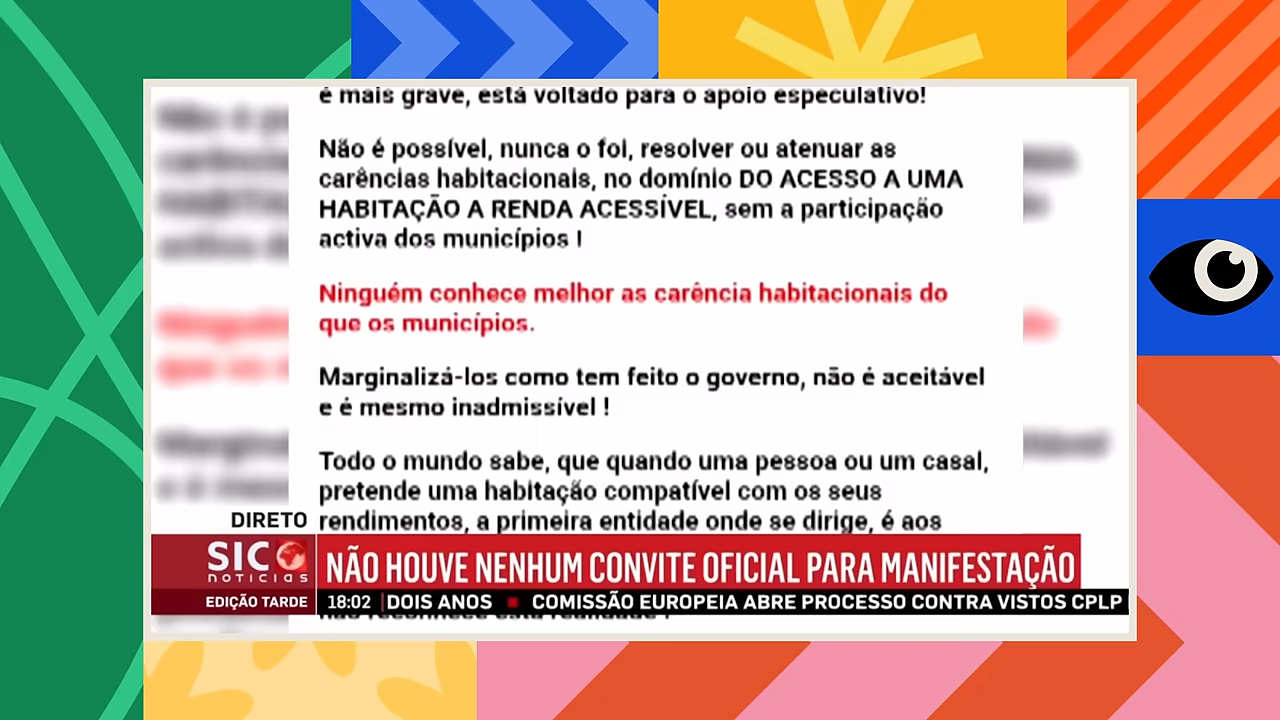 é mais grave, está voltado para o apoio especulativo!
Não é possível, nunca o foi, resolver ou atenuar as
carências habitacionais, no domínio DO ACESSO A UMA
HABITAÇÃO A RENDA ACESSÍVEL, sem a participação
activa dos municípios !
Ninguém conhece melhor as carência habitacionais do
que os municípios.
Marginalizá-los como tem feito o governo, não é aceitável
e é mesmo inadmissível !
Todo o mundo sabe, que quando uma pessoa ou um casal,
pretende uma habitação compatível com os seus
rendimentos, a primeira entidade onde se dirige, é aos
DIRETO
SIC
notícias
EDIÇÃO TARDE
NÃO HOUVE NENHUM CONVITE OFICIAL PARA MANIFESTAÇÃO
18:02 DOIS ANOS COMISSÃO EUROPEIA ABRE PROCESSO CONTRA VISTOS CPLP